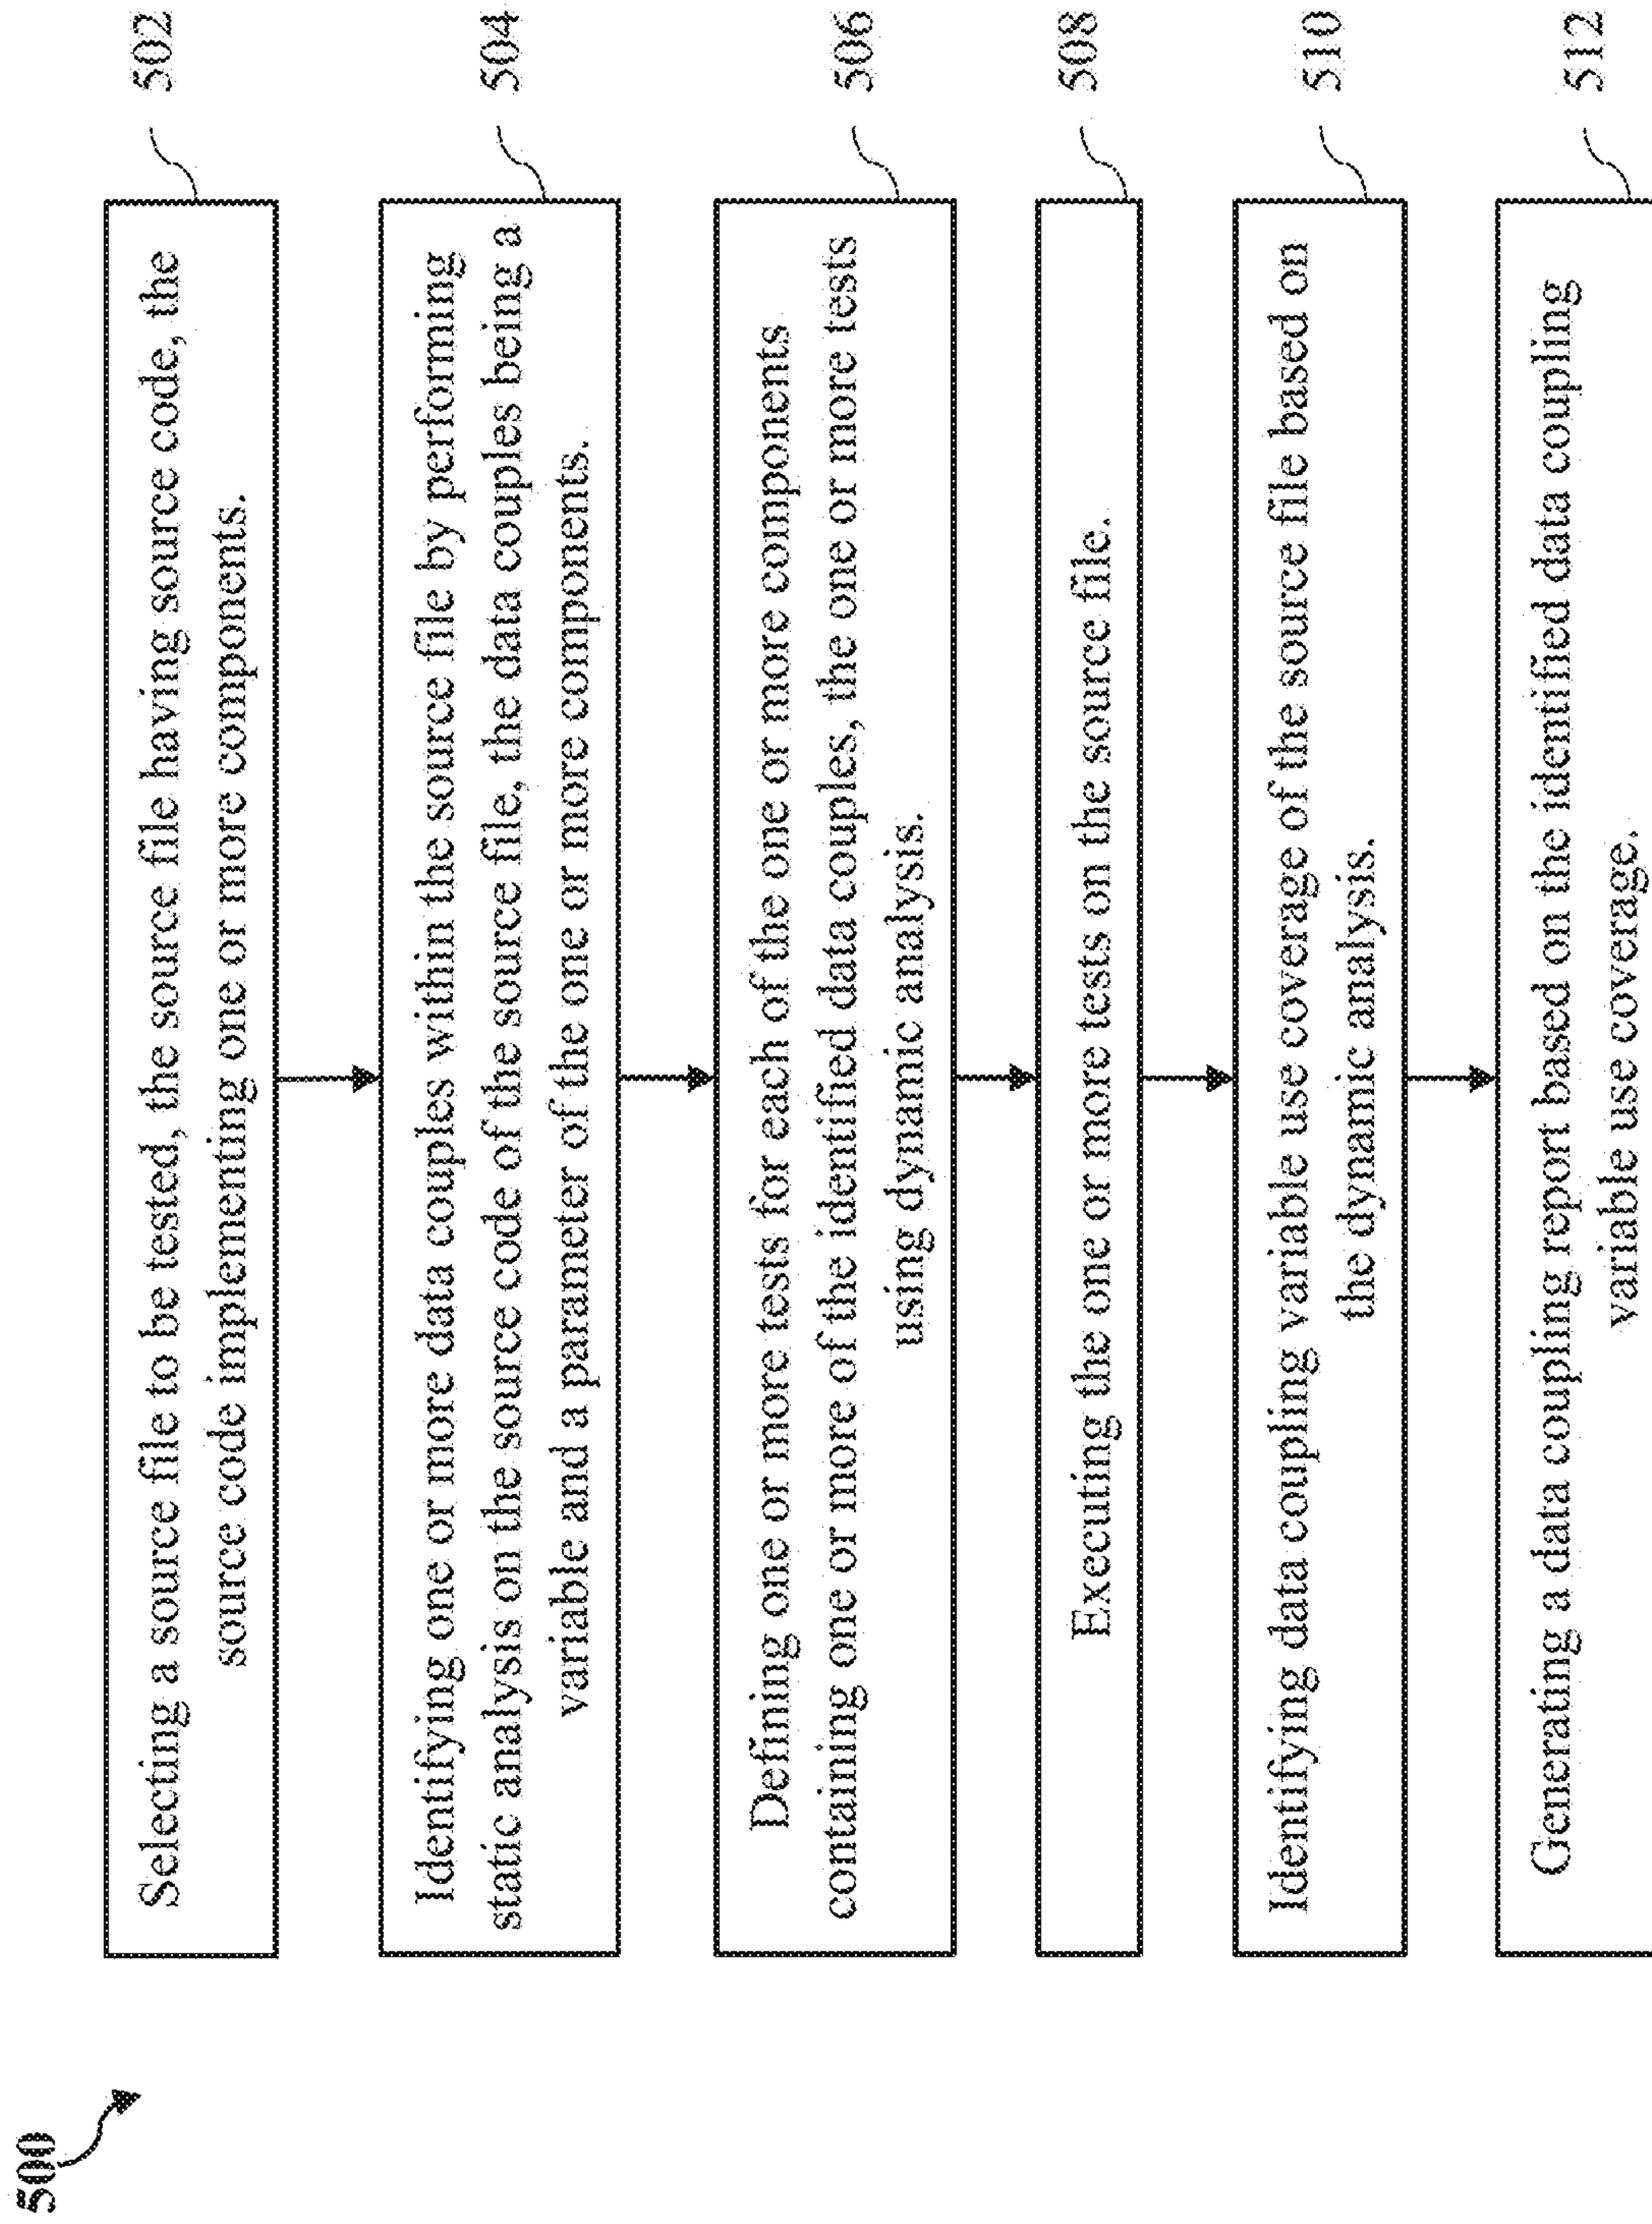 500
Selecting a source file to be tested, the source file having source code, the
source code implementing one or more components.
502
Identifying one or more data couples within the source file by performing
static analysis on the source code of the source file, the data couples being a
variable and a parameter of the one or more components.
504
Defining one or more tests for each of the one or more components
containing one or more of the identified data couples, the one or more tests
using dynamic analysis.
506
Executing the one or more tests on the source file.
508
Identifying data coupling variable use coverage of the source file based on
the dynamic analysis.
510
Generating a data coupling report based on the identified data coupling
variable use coverage.
512